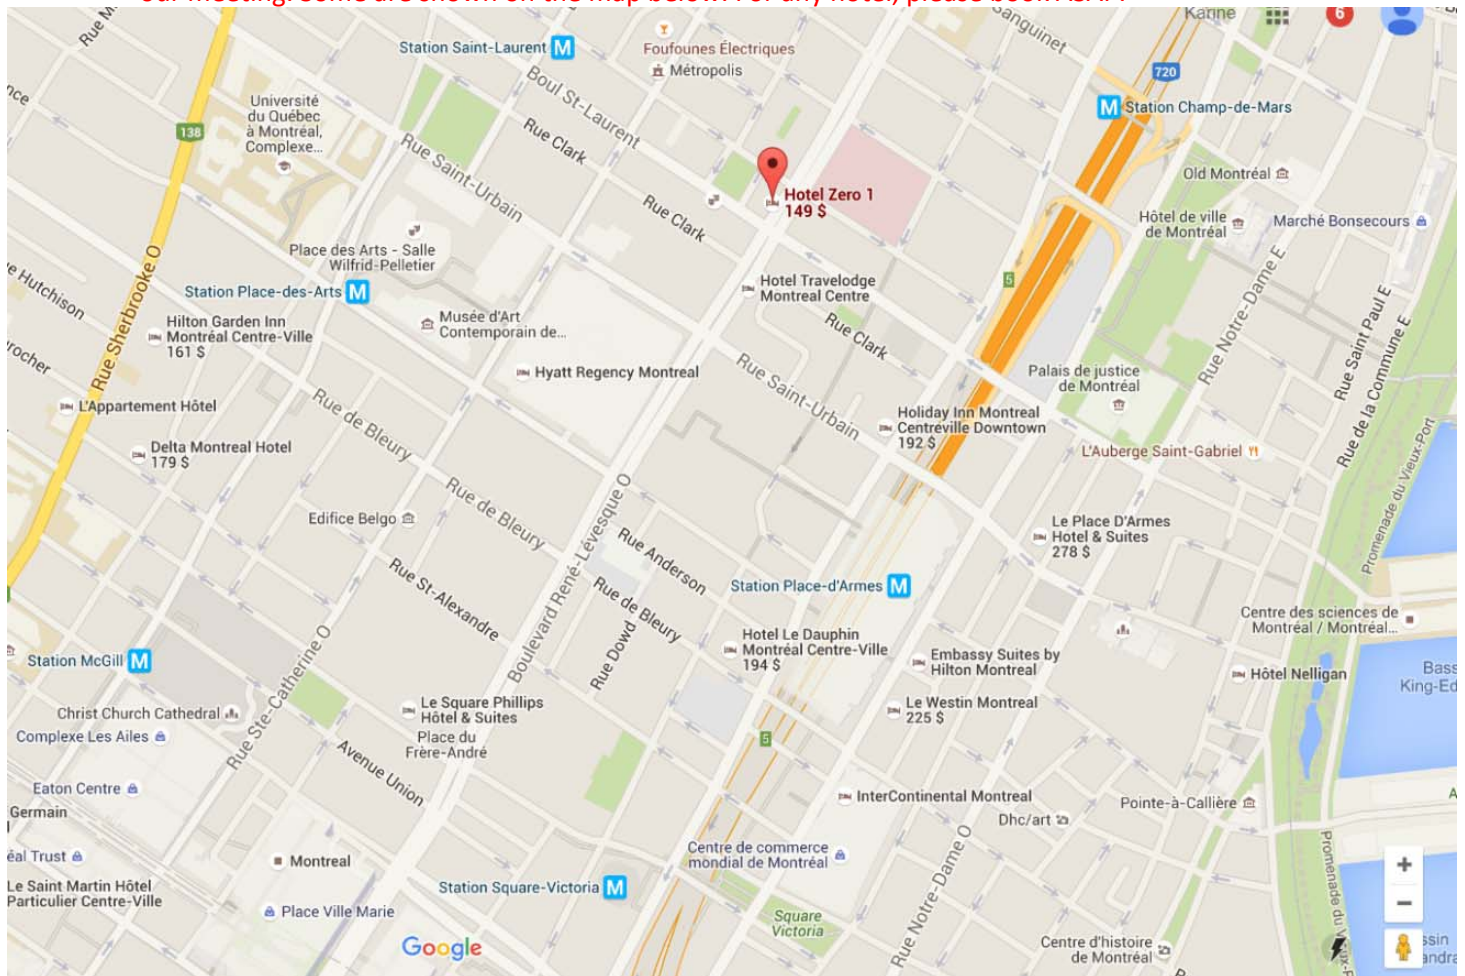 Karine
6
Sanguinet
Station Saint-Laurent
M
Foufounes Électriques
Métropolis
Boul St-Laurent
720
M
Station Champ-de-Mars
Université
du Québec
à Montréal,
Complexe...
138
Rue Clark
Rue Saint-Urbain
Old Montréal
Hotel Zero 1
149 $
Rue Clark
Hôtel de ville
de Montréal
Marché Bonsecours
Place des Arts - Salle
Wilfrid-Pelletier
Hutchison
Station Place-des-Arts
M
Hotel Travelodge
Montreal Centre
5
Rue Notre-Dame E
Rue Saint Paul E
Rue de la Commune E
Rue Sherbrooke O
Hilton Garden Inn
Montréal Centre-Ville
161 $
Musée d'Art
Contemporain de...
Rue Clark
Hyatt Regency Montreal
Rue Saint-Urbain
Palais de justice
de Montréal
L'Appartement Hôtel
Rue de Bleury
Holiday Inn Montreal
Centreville Downtown
192 $
Delta Montreal Hotel
179 $
L'Auberge Saint-Gabriel
Promenade du Vieux-Port
Rue de Bleury
Edifice Belgo
Boulevard René-Lévesque O
Rue Anderson
Le Place D'Armes
Hotel & Suites
278 $
Rue St-Alexandre
Rue de Bleury
Station Place-d'Armes
M
Centre des sciences de
Montréal / Montréal...
Rue Dowd
Station McGill
M
Rue Ste-Catherine O
Hotel Le Dauphin
Montréal Centre-Ville
194 $
Embassy Suites by
Hilton Montreal
Hôtel Nelligan
Bass
King-Ed
Christ Church Cathedral
Le Square Phillips
Hôtel & Suites
Le Westin Montreal
225 $
Complexe Les Ailes
Place du
Frère-André
5
Avenue Union
Eaton Centre
InterContinental Montreal
Pointe-à-Callière
Germain
Dhc/art
éal Trust
Montreal
Centre de commerce
mondial de Montréal
Rue Notre-Dame O
Le Saint Martin Hôtel
Particulier Centre-Ville
Station Square-Victoria
M
Place Ville Marie
Square
Victoria
Google
Centre d'histoire
de Montréal
+
−